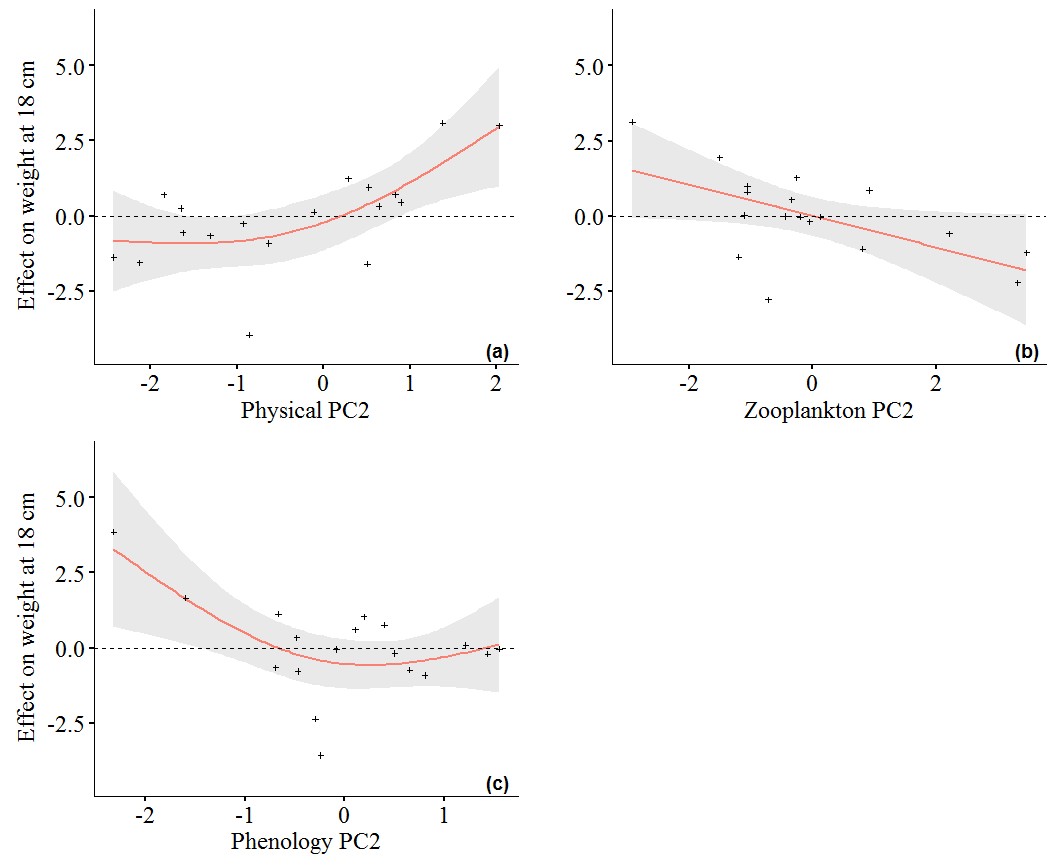 Effect on weight at 18 cm
5.0
2.5
0.0
-2.5
(a)
-2 -1 0 1 2
Physical PC2
5.0
2.5
0.0
-2.5
(b)
-2 0 2
Zooplankton PC2
Effect on weight at 18 cm
5.0
2.5
0.0
-2.5
(c)
-2 -1 0 1
Phenology PC2